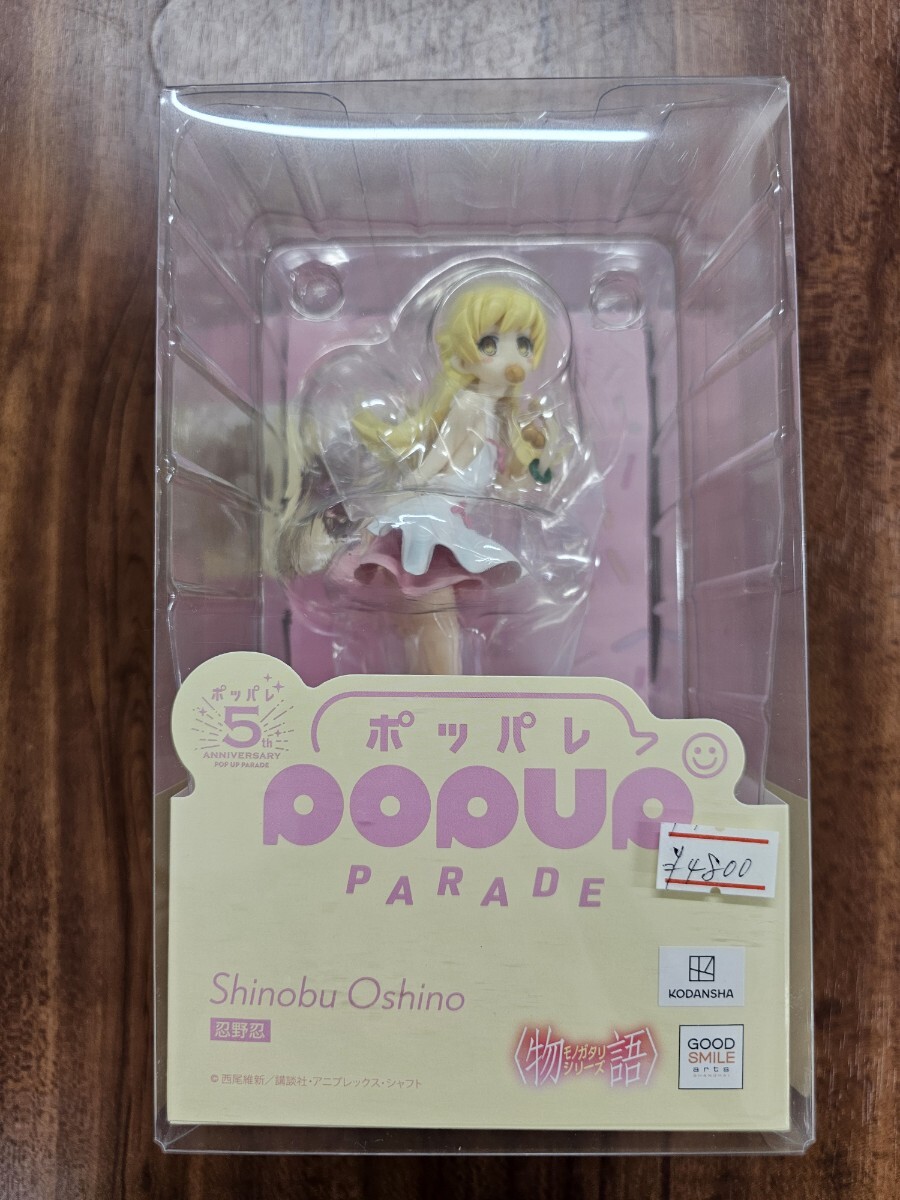 ポッパレ
5th
ANNIVERSARY
POP UP PARADE
ポッパレ
POPUP
PARADE
¥4800
Shinobu Oshino
忍野忍
KODANSHA
〈物語〉
モノガタリ
シリーズ
GOOD
SMILE
arts
SHANGHAI
© 西尾維新／講談社・アニプレックス・シャフト